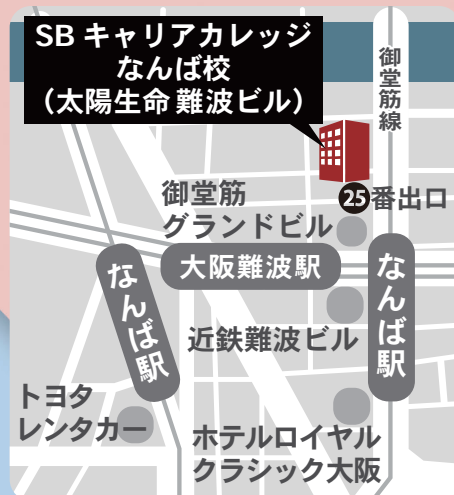 SB キャリアカレッジ
なんば校
（太陽生命 難波ビル）
御堂筋線
25番出口
御堂筋
グランドビル
大阪難波駅
なんば駅
なんば駅
近鉄難波ビル
トヨタ
レンタカー
ホテルロイヤル
クラシック大阪